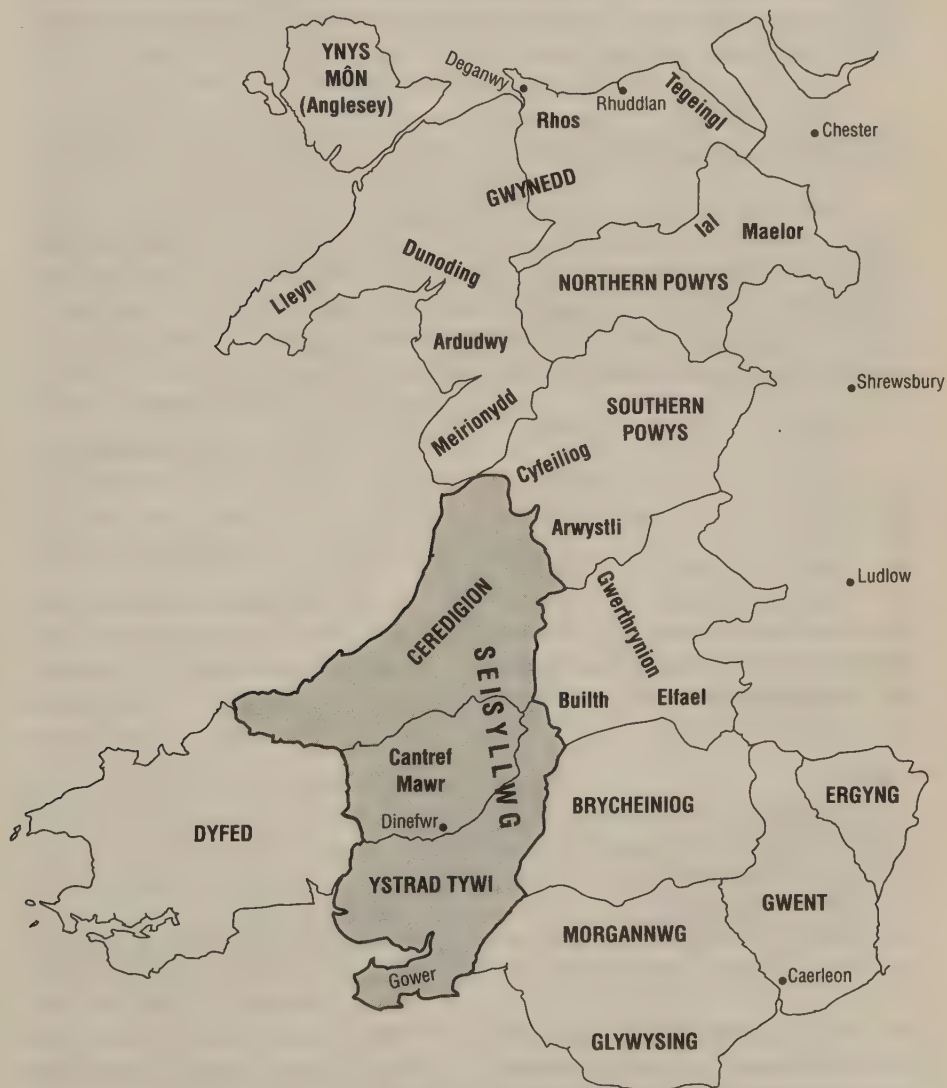 YNYS
MÔN
(Anglesey)
Deganwy
Rhos
Rhuddlan
Tegeingl
Chester
GWYNEDD
Ial
Maelor
Dunoding
Lleyn
NORTHERN POWYS
Ardudwy
Shrewsbury
SOUTHERN
POWYS
Meirionydd
Cyfeiliog
Arwystli
Ludlow
Gwerthrynion
CEREDIGION
SEISYLLWG
Builth
Elfael
Cantref
Mawr
BRYCHEINIOG
ERGYNG
Dinefwr
DYFED
YSTRAD TYWI
GWENT
MORGANNWG
Gower
Caerleon
GLYWYSING